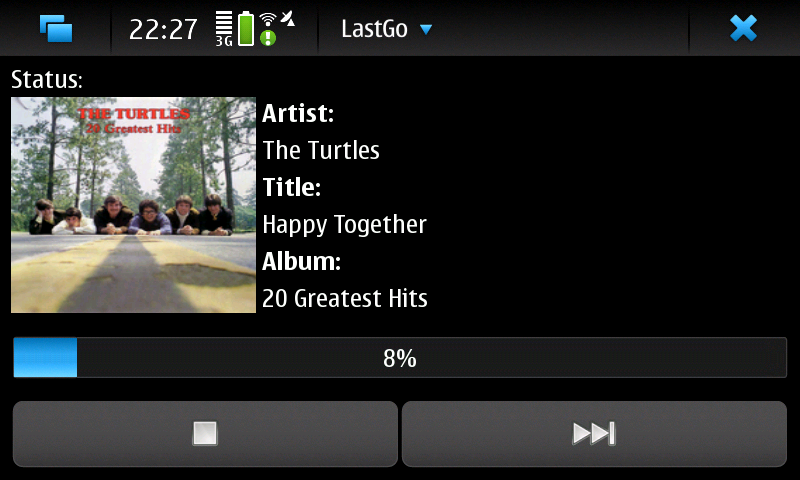 22:27
3G
LastGo
Status:
THE TURTLES
20 Greatest Hits
Artist:
The Turtles
Title:
Happy Together
Album:
20 Greatest Hits
8%